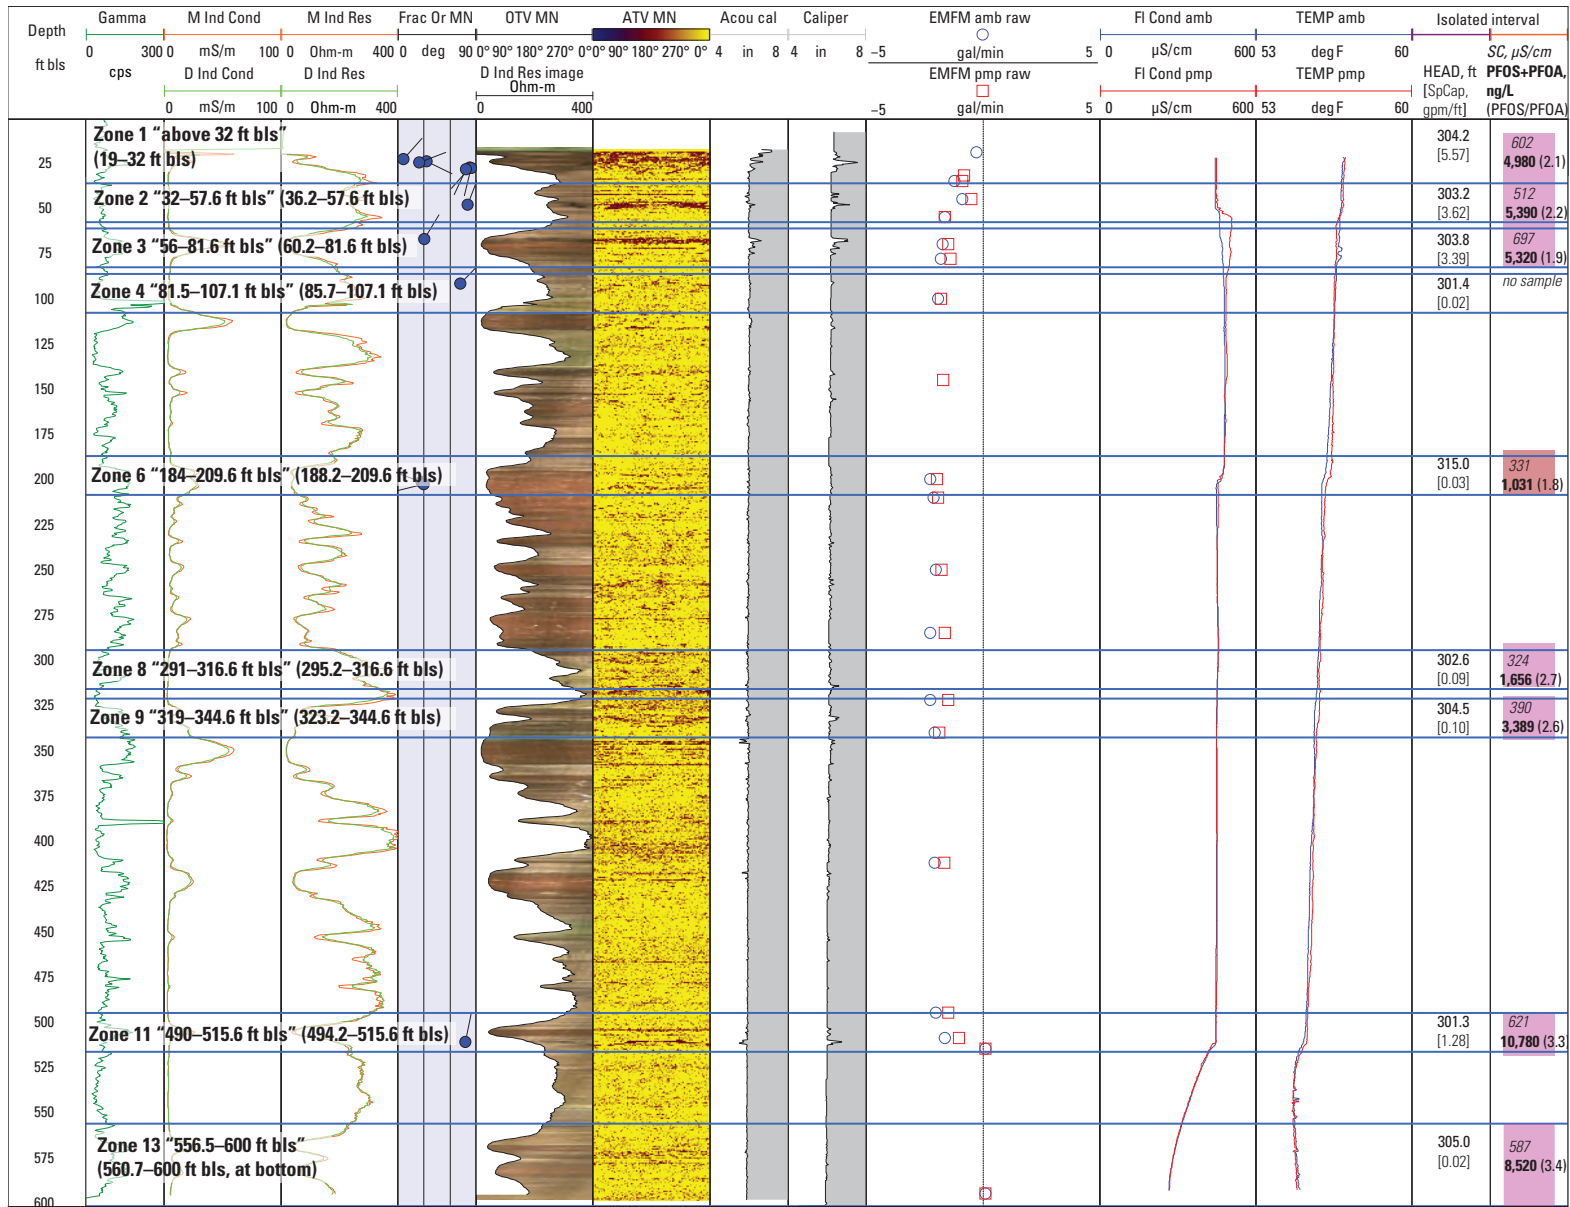 Depth
ft bls
Gamma
0 300
cps
M Ind Cond
0 mS/m 100
D Ind Cond
0 mS/m 100
M Ind Res
0 Ohm-m 400
D Ind Res
0 Ohm-m 400
Frac Or MN
0 deg 90
OTV MN
0° 90° 180° 270° 0°
D Ind Res image
Ohm-m
0 400
ATV MN
0° 90° 180° 270° 0°
Acou cal
4 in 8
Caliper
4 in 8
EMFM amb raw
–5 gal/min 5
EMFM pmp raw
–5 gal/min 5
Fl Cond amb
0 µS/cm 600
Fl Cond pmp
0 µS/cm 600
TEMP amb
53 deg F 60
TEMP pmp
53 deg F 60
Isolated interval
HEAD, ft
[SpCap,
gpm/ft]
SC, µS/cm
PFOS+PFOA,
ng/L
(PFOS/PFOA)
25
50
75
100
125
150
175
200
225
250
275
300
325
350
375
400
425
450
475
500
525
550
575
600
Zone 1 “above 32 ft bls”
(19–32 ft bls)
304.2
[5.57]
602
4,980 (2.1)
Zone 2 “32–57.6 ft bls” (36.2–57.6 ft bls)
303.2
[3.62]
512
5,390 (2.2)
Zone 3 “56–81.6 ft bls” (60.2–81.6 ft bls)
303.8
[3.39]
697
5,320 (1.9)
Zone 4 “81.5–107.1 ft bls” (85.7–107.1 ft bls)
301.4
[0.02]
no sample
Zone 6 “184–209.6 ft bls” (188.2–209.6 ft bls)
315.0
[0.03]
331
1,031 (1.8)
Zone 8 “291–316.6 ft bls” (295.2–316.6 ft bls)
302.6
[0.09]
324
1,656 (2.7)
Zone 9 “319–344.6 ft bls” (323.2–344.6 ft bls)
304.5
[0.10]
390
3,389 (2.6)
Zone 11 “490–515.6 ft bls” (494.2–515.6 ft bls)
301.3
[1.28]
621
10,780 (3.3)
Zone 13 “556.5–600 ft bls”
(560.7–600 ft bls, at bottom)
305.0
[0.02]
587
8,520 (3.4)